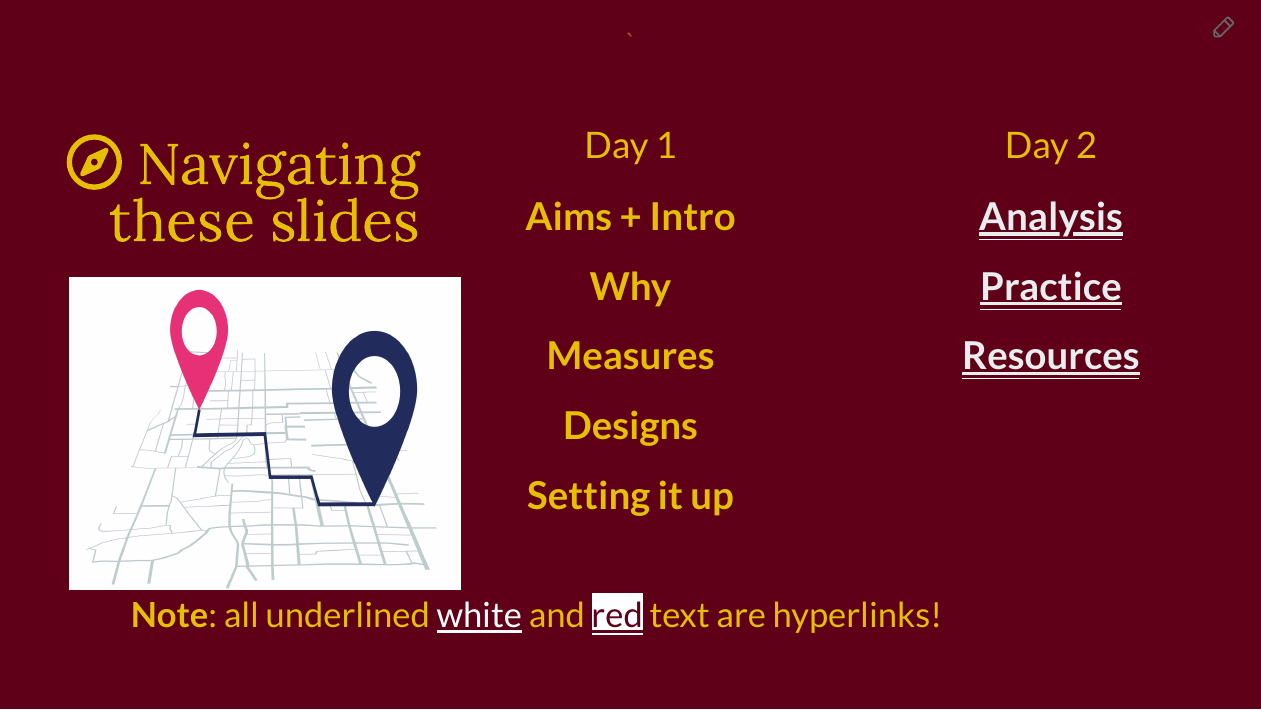 `
Navigating
these slides
Day 1
Aims + Intro
Why
Measures
Designs
Setting it up
Day 2
Analysis
Practice
Resources
Note: all underlined white and red text are hyperlinks!